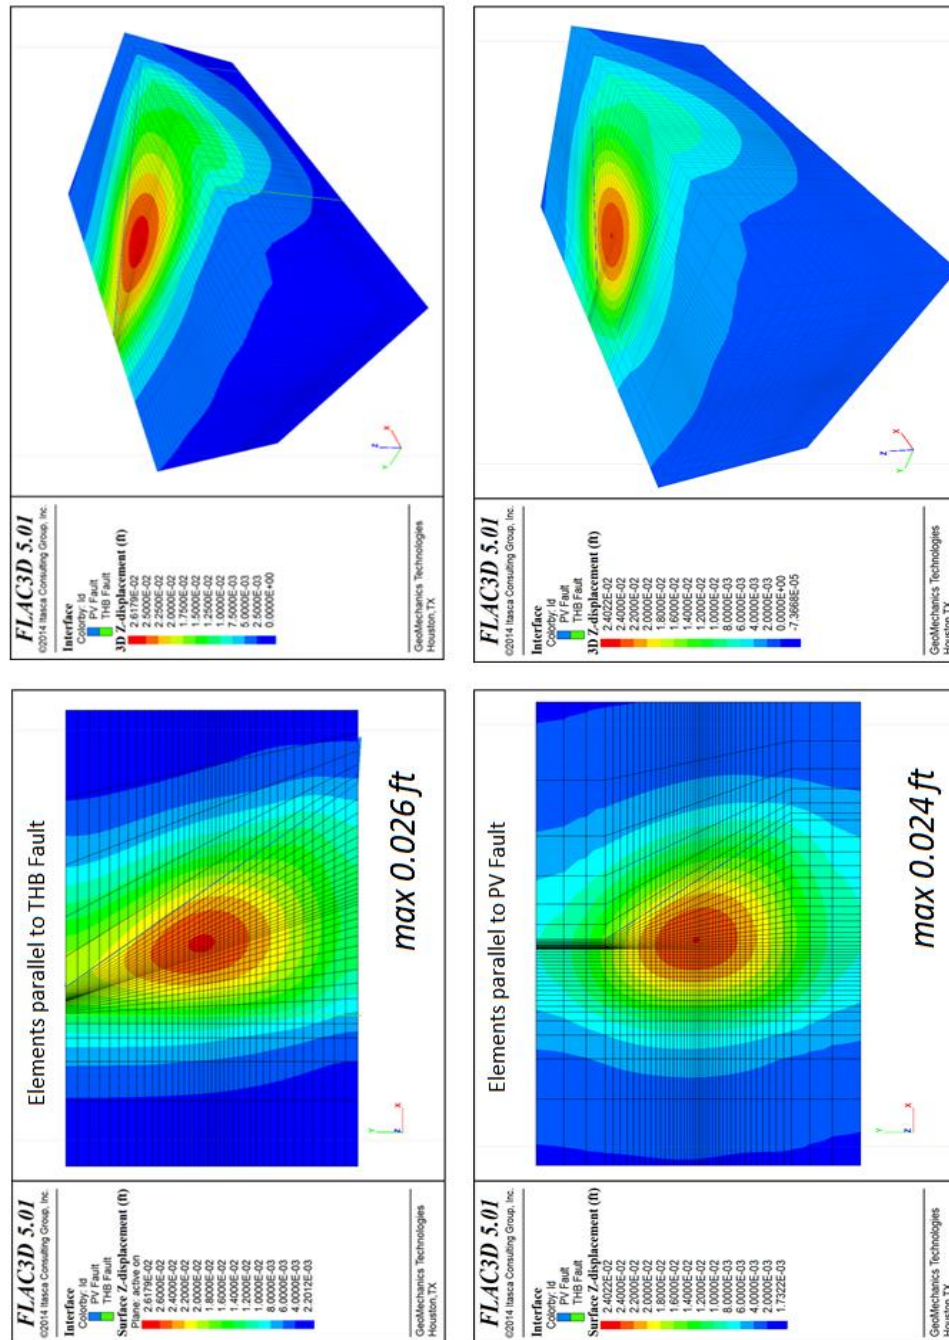 FLAC3D 5.01
©2014 Itasca Consulting Group, Inc.
Interface
Colorby: Id
PV Fault
THB Fault
Surface Z-displacement (ft)
Plane: active on
2.6179E-02
2.6000E-02
2.4000E-02
2.2000E-02
2.0000E-02
1.8000E-02
1.6000E-02
1.4000E-02
1.2000E-02
1.0000E-02
8.0000E-03
6.0000E-03
4.0000E-03
2.2012E-03
GeoMechanics Technologies
Houston,TX
Elements parallel to THB Fault
max 0.026 ft
Y
Z
X
FLAC3D 5.01
©2014 Itasca Consulting Group, Inc.
Interface
Colorby: Id
PV Fault
THB Fault
3D Z-displacement (ft)
2.6179E-02
2.5000E-02
2.2500E-02
2.0000E-02
1.7500E-02
1.5000E-02
1.2500E-02
1.0000E-02
7.5000E-03
5.0000E-03
2.5000E-03
0.0000E+00
GeoMechanics Technologies
Houston,TX
Z
X
Y
FLAC3D 5.01
©2014 Itasca Consulting Group, Inc.
Interface
Colorby: Id
PV Fault
THB Fault
Surface Z-displacement (ft)
2.4022E-02
2.4000E-02
2.2000E-02
2.0000E-02
1.8000E-02
1.6000E-02
1.4000E-02
1.2000E-02
1.0000E-02
8.0000E-03
6.0000E-03
4.0000E-03
2.0000E-03
1.7322E-03
GeoMechanics Technologies
Houston,TX
Elements parallel to PV Fault
max 0.024 ft
Y
Z
X
FLAC3D 5.01
©2014 Itasca Consulting Group, Inc.
Interface
Colorby: Id
PV Fault
THB Fault
3D Z-displacement (ft)
2.4022E-02
2.4000E-02
2.2000E-02
2.0000E-02
1.8000E-02
1.6000E-02
1.4000E-02
1.2000E-02
1.0000E-02
8.0000E-03
6.0000E-03
4.0000E-03
2.0000E-03
0.0000E+00
-7.3668E-05
GeoMechanics Technologies
Houston,TX
Z
X
Y